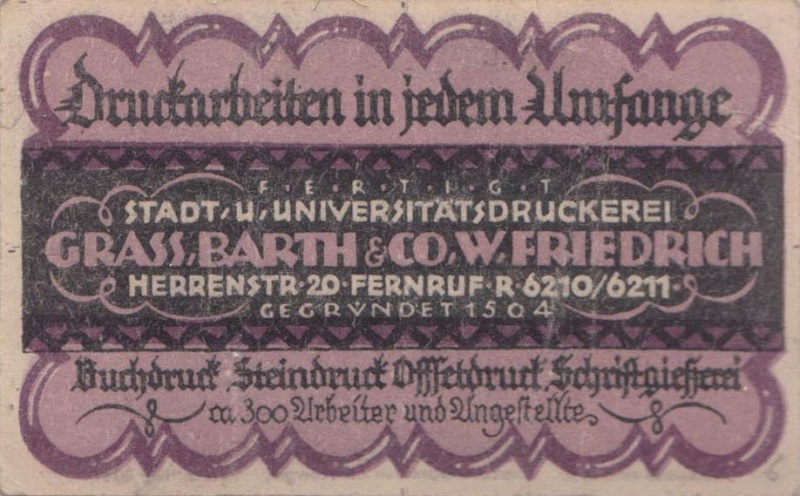 Druckarbeiten in jedem Umfange
F·E·R·T·I·G·T
STADT-U-UNIVERSITÄTSDRUCKEREI
GRASS, BARTH & CO, W. FRIEDRICH
HERRENSTR·20·FERNRUF·R·6210/6211·
GEGRVNDET 1504
Buchdruck Steindruck Offsetdruck Schriftgießerei
ca 300 Arbeiter und Angestellte